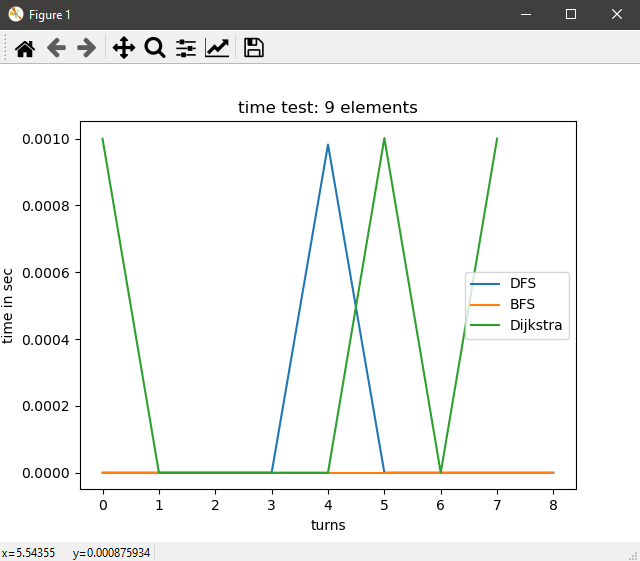 Figure 1
time test: 9 elements
0.0010
0.0008
0.0006
0.0004
0.0002
0.0000
time in sec
DFS
BFS
Dijkstra
0 1 2 3 4 5 6 7 8
turns
x=5.54355 y=0.000875934